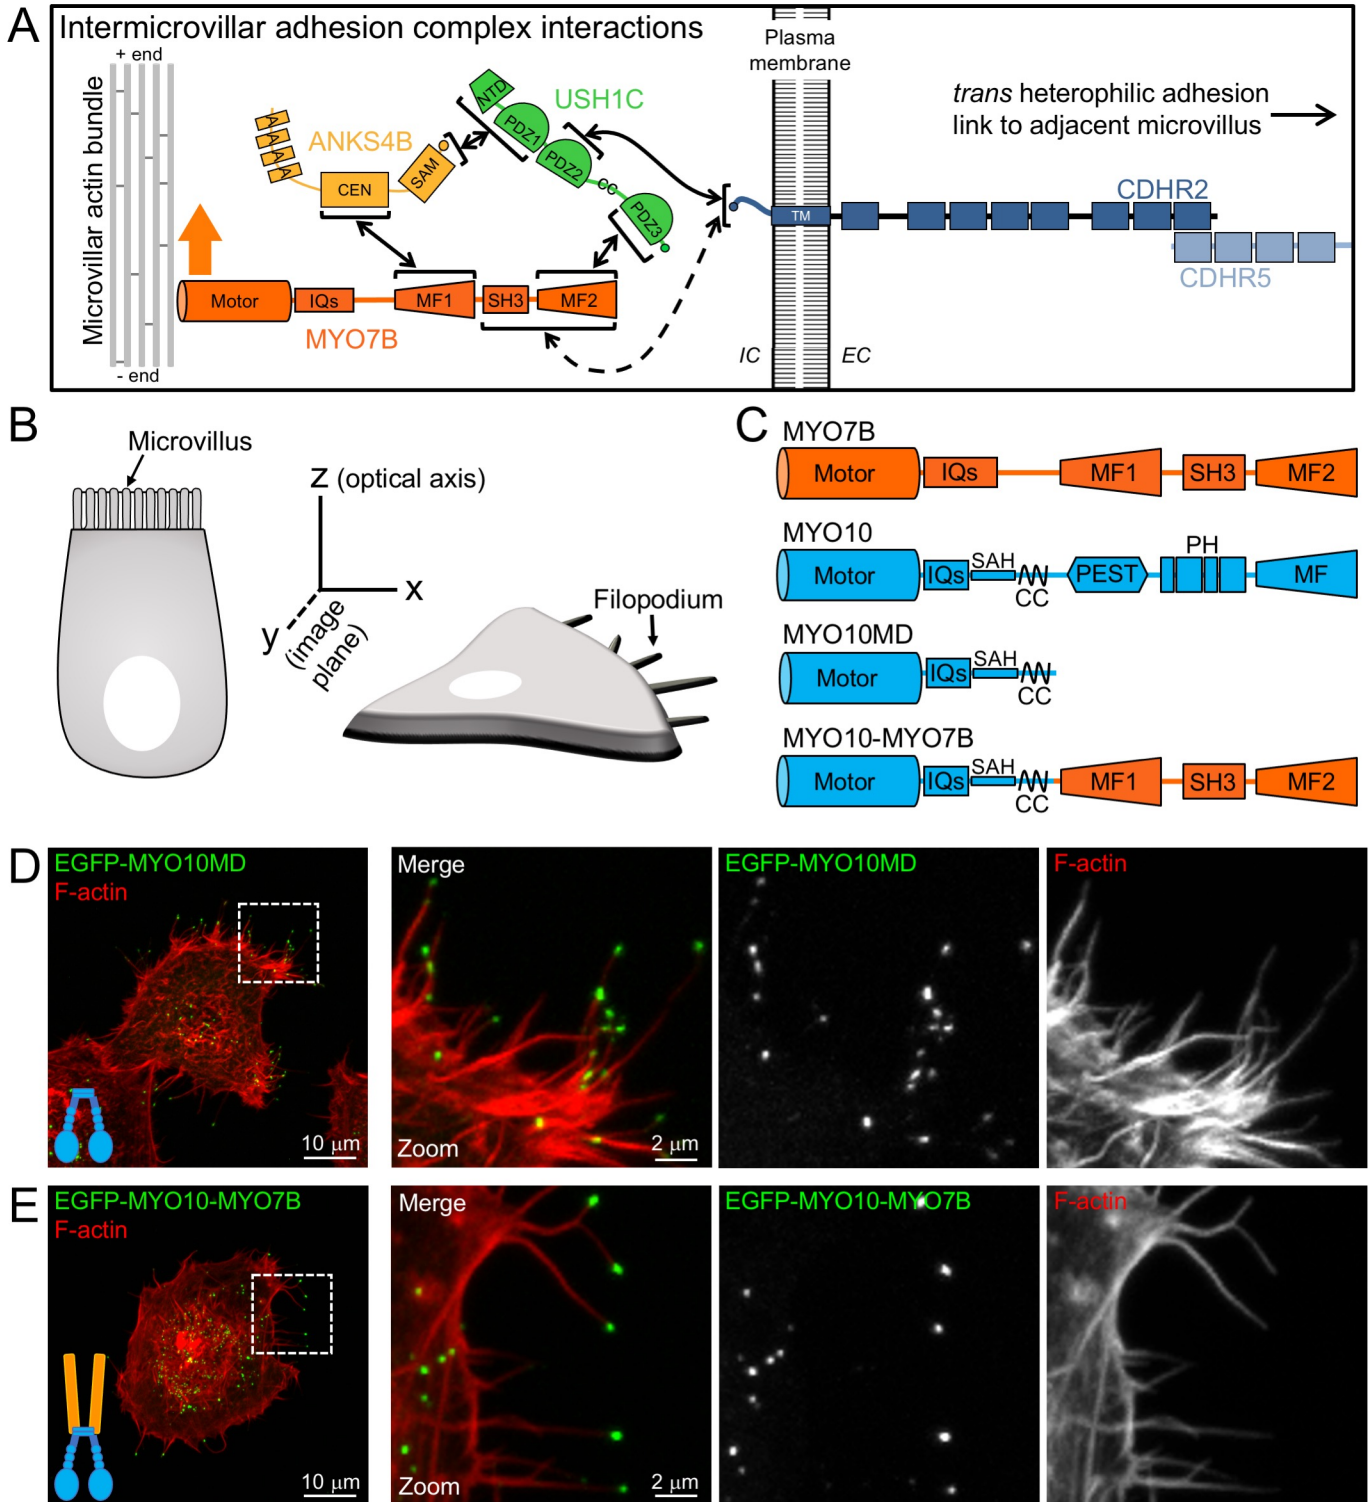 A
Intermicrovillar adhesion complex interactions
+ end
Microvillar actin bundle
- end
A
A
A
A
ANKS4B
CEN
SAM
NTD
PDZ1
PDZ2
CC
PDZ3
USH1C
Motor
IQs
MF1
SH3
MF2
MYO7B
Plasma
membrane
TM
IC
EC
trans heterophilic adhesion
link to adjacent microvillus
CDHR2
CDHR5
B
Microvillus
z (optical axis)
x
y
(image
plane)
Filopodium
C
MYO7B
Motor
IQs
MF1
SH3
MF2
MYO10
Motor
IQs
SAH
CC
PEST
PH
MF
MYO10MD
Motor
IQs
SAH
CC
MYO10-MYO7B
Motor
IQs
SAH
CC
MF1
SH3
MF2
D
EGFP-MYO10MD
F-actin
10 µm
Merge
Zoom
2 µm
EGFP-MYO10MD
F-actin
E
EGFP-MYO10-MYO7B
F-actin
10 µm
Merge
Zoom
2 µm
EGFP-MYO10-MYO7B
F-actin